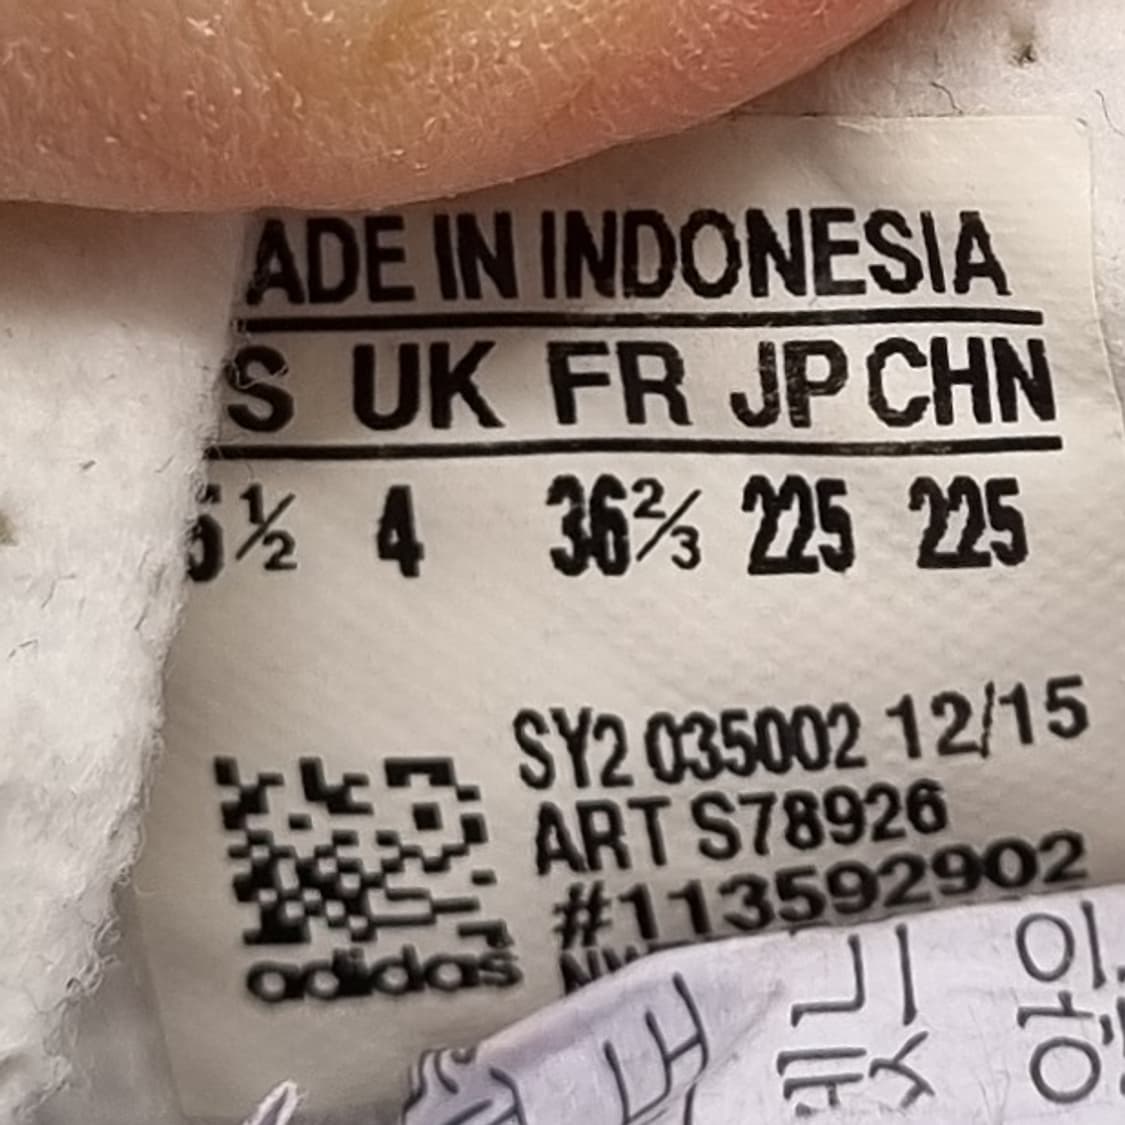 ADE IN INDONESIA
S UK FR JP CHN
5½ 4 36⅔ 225 225
SY2 035002 12/15
ART S78926
#113592902
adidas